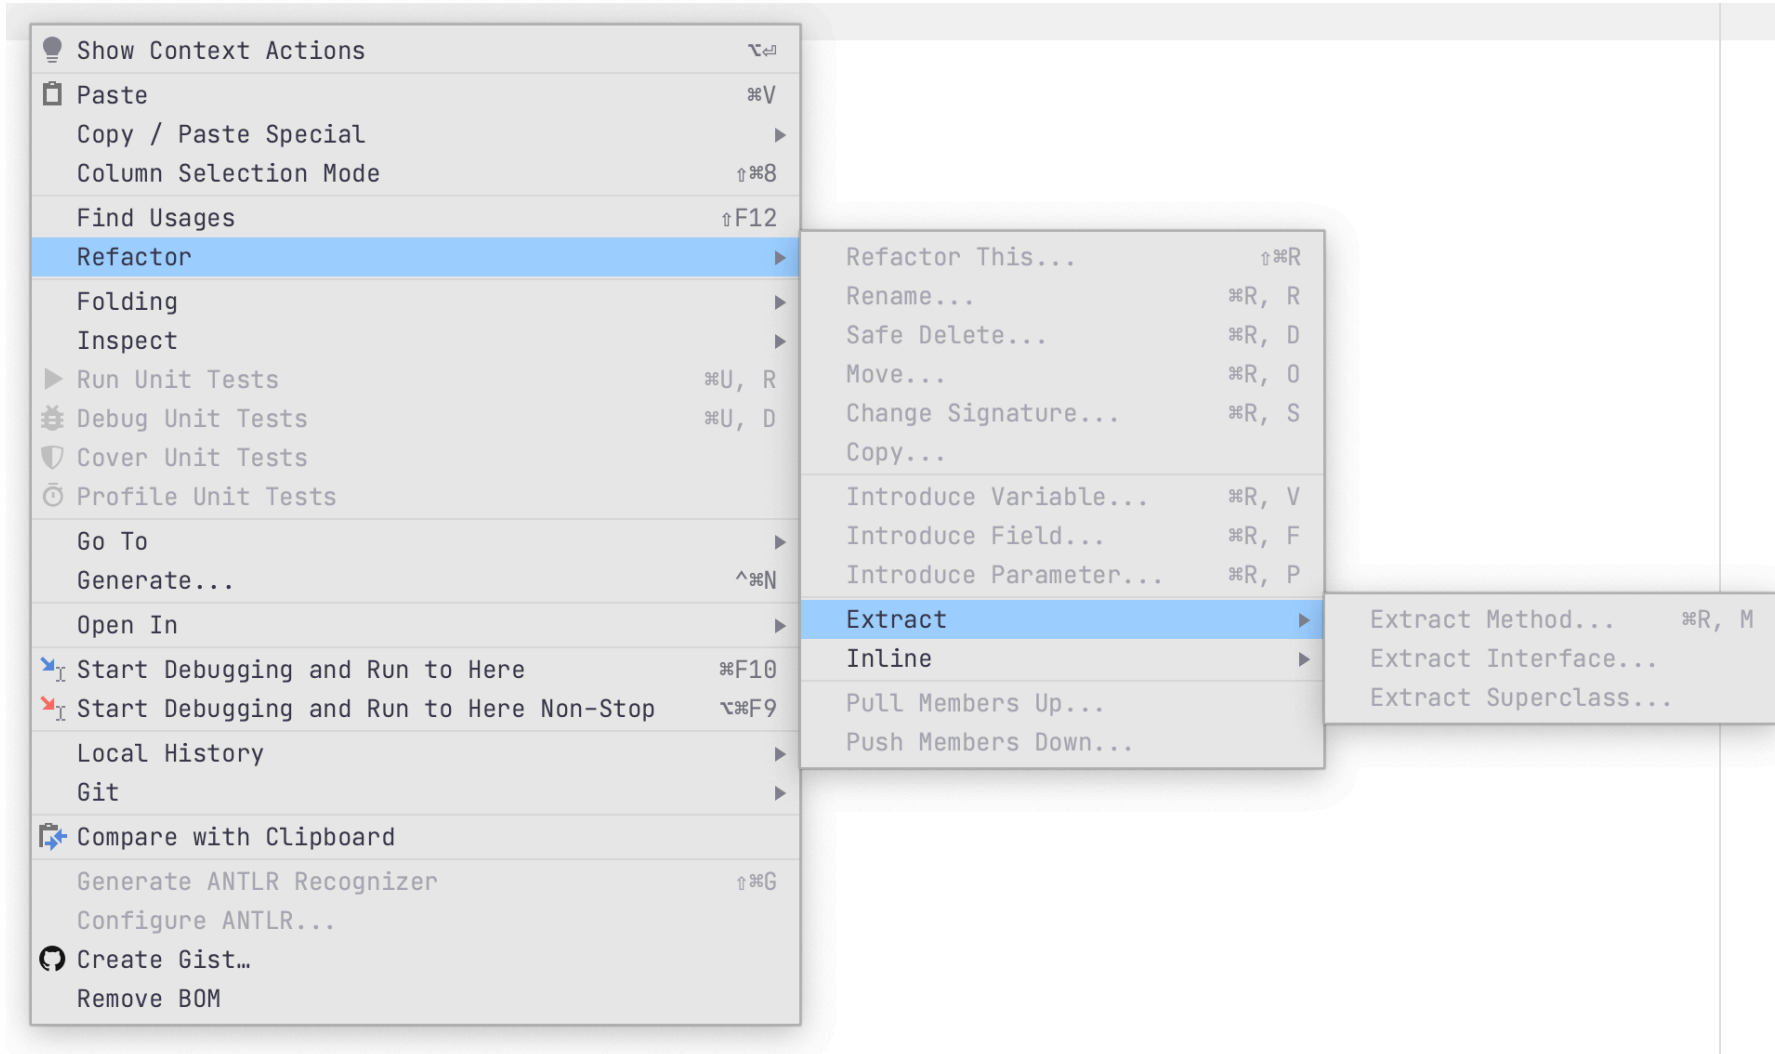 Show Context Actions ⌥⏎
Paste ⌘V
Copy / Paste Special
Column Selection Mode ⇧⌘8
Find Usages ⇧F12
Refactor
Folding
Inspect
Run Unit Tests ⌘U, R
Debug Unit Tests ⌘U, D
Cover Unit Tests
Profile Unit Tests
Go To
Generate... ^⌘N
Open In
Start Debugging and Run to Here ⌘F10
Start Debugging and Run to Here Non-Stop ⌥⌘F9
Local History
Git
Compare with Clipboard
Generate ANTLR Recognizer ⇧⌘G
Configure ANTLR...
Create Gist…
Remove BOM
Refactor This... ⇧⌘R
Rename... ⌘R, R
Safe Delete... ⌘R, D
Move... ⌘R, O
Change Signature... ⌘R, S
Copy...
Introduce Variable... ⌘R, V
Introduce Field... ⌘R, F
Introduce Parameter... ⌘R, P
Extract
Inline
Pull Members Up...
Push Members Down...
Extract Method... ⌘R, M
Extract Interface...
Extract Superclass...